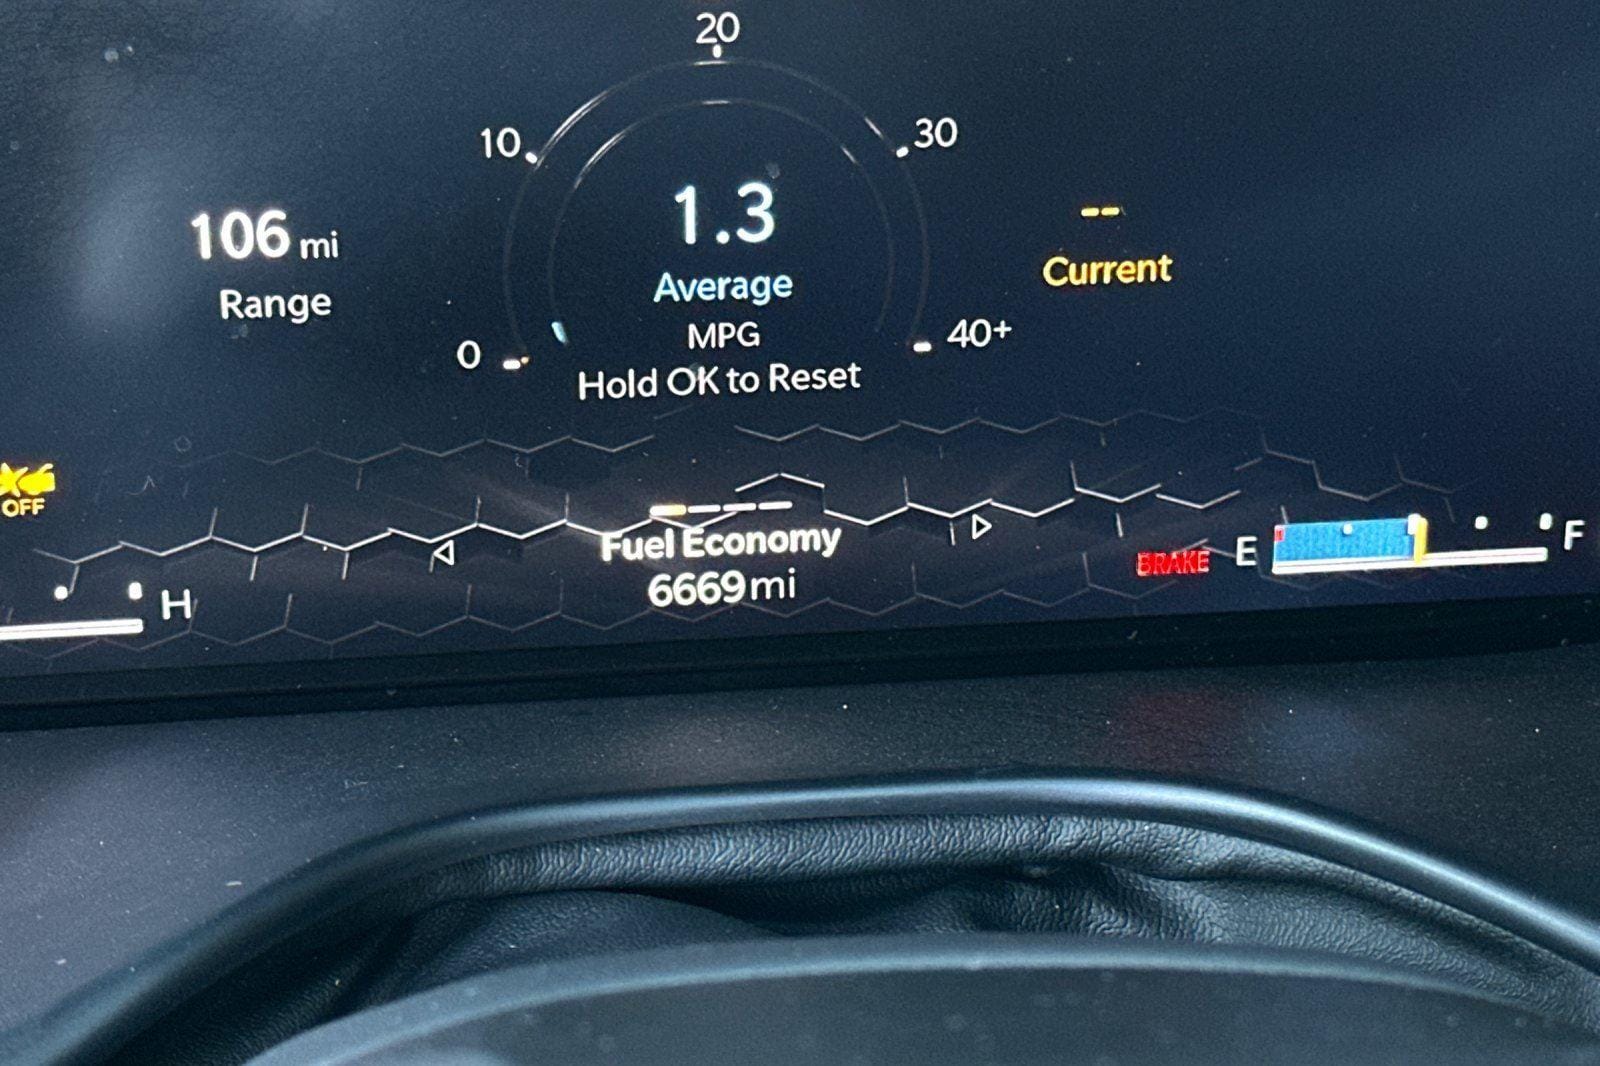 20
10
30
106 mi
Range
1.3
Average
MPG
Hold OK to Reset
--
Current
0
40+
OFF
Fuel Economy
6669mi
BRAKE
E
F
H